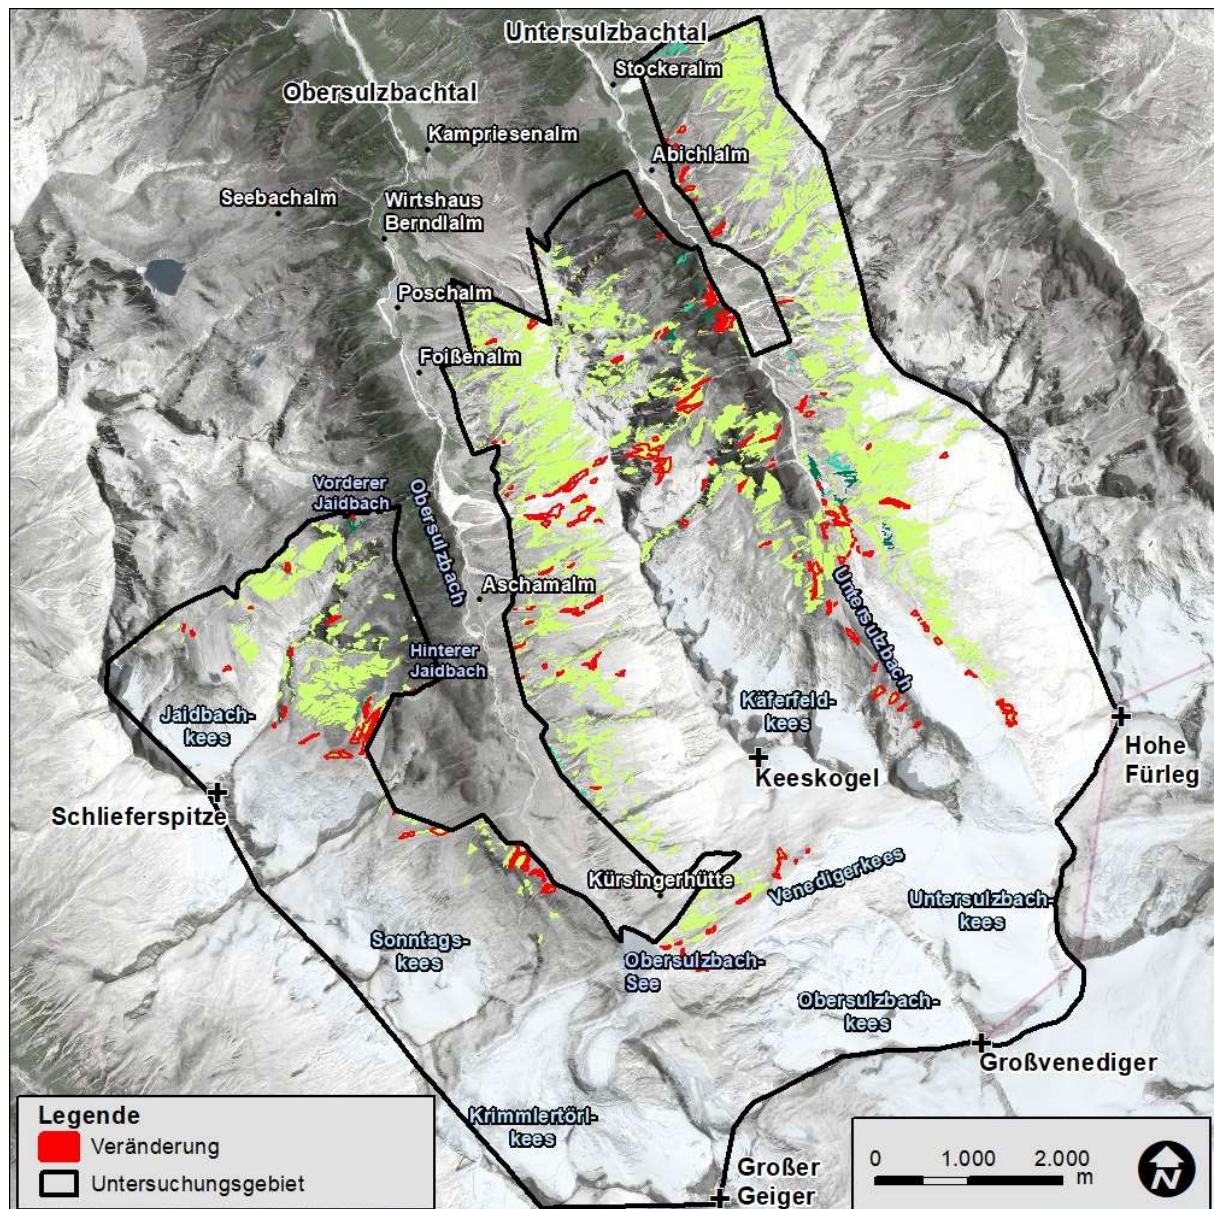 Untersulzbachtal
Stockeralm
Obersulzbachtal
Kampriesenalm
Abichlalm
Seebachalm
Wirtshaus
Berndlalm
Poschalm
Foißenalm
Vorderer
Jaidbach
Obersulzbach
Aschamalm
Untersulzbach
Hinterer
Jaidbach
Jaidbach-
kees
Käferfeld-
kees
Keeskogel
Hohe
Fürleg
Schlieferspitze
Kürsingerhütte
Venedigerkees
Untersulzbach-
kees
Sonntags-
kees
Obersulzbach-
See
Obersulzbach-
kees
Großvenediger
Krimmlertörl-
kees
Großer
Geiger
Legende
Veränderung
Untersuchungsgebiet
0 1.000 2.000
m
N